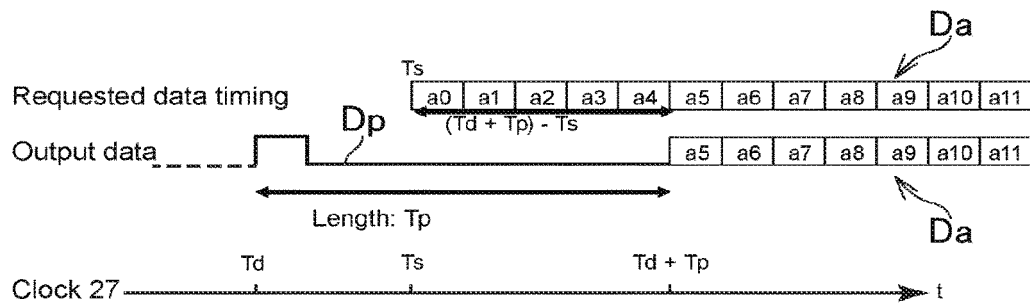 Da
Ts
Requested data timing a0 a1 a2 a3 a4 a5 a6 a7 a8 a9 a10 a11
(Td + Tp) - Ts
Dp
Output data a5 a6 a7 a8 a9 a10 a11
Length: Tp
Da
Td Ts Td + Tp
Clock 27 t